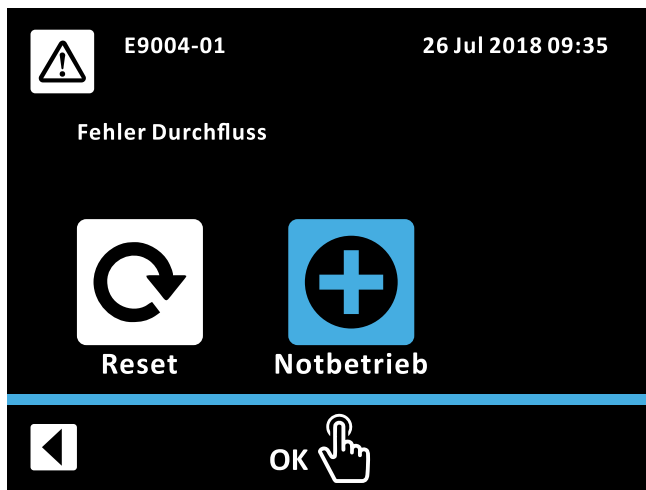 E9004-01
26 Jul 2018 09:35
Fehler Durchfluss
Reset
Notbetrieb
OK